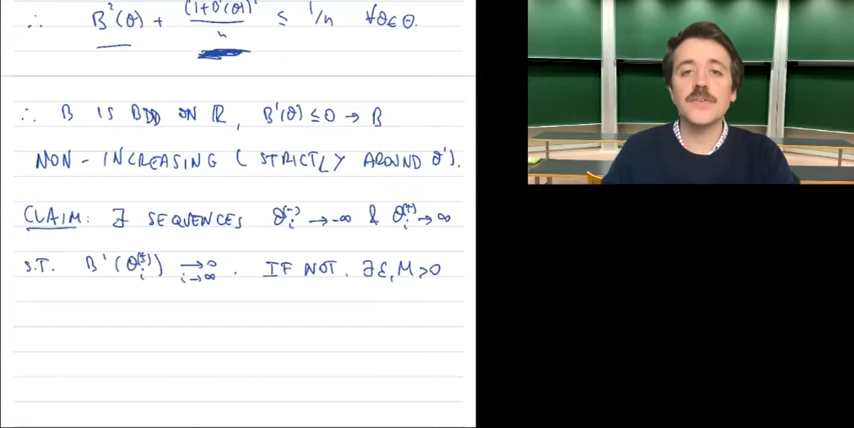 ∴ B²(θ) + (1+B'(θ))²/n ≤ 1/n ∀θ∈Θ.
∴ B IS BDD ON ℝ, B'(θ) ≤ 0 → B
NON-INCREASING (STRICTLY AROUND θ').
CLAIM: ∃ SEQUENCES θᵢ⁽⁻⁾ → -∞ & θᵢ⁽⁺⁾ → ∞
S.T. B'(θᵢ⁽±⁾) → 0 i→∞. IF NOT. ∃ε, M>0